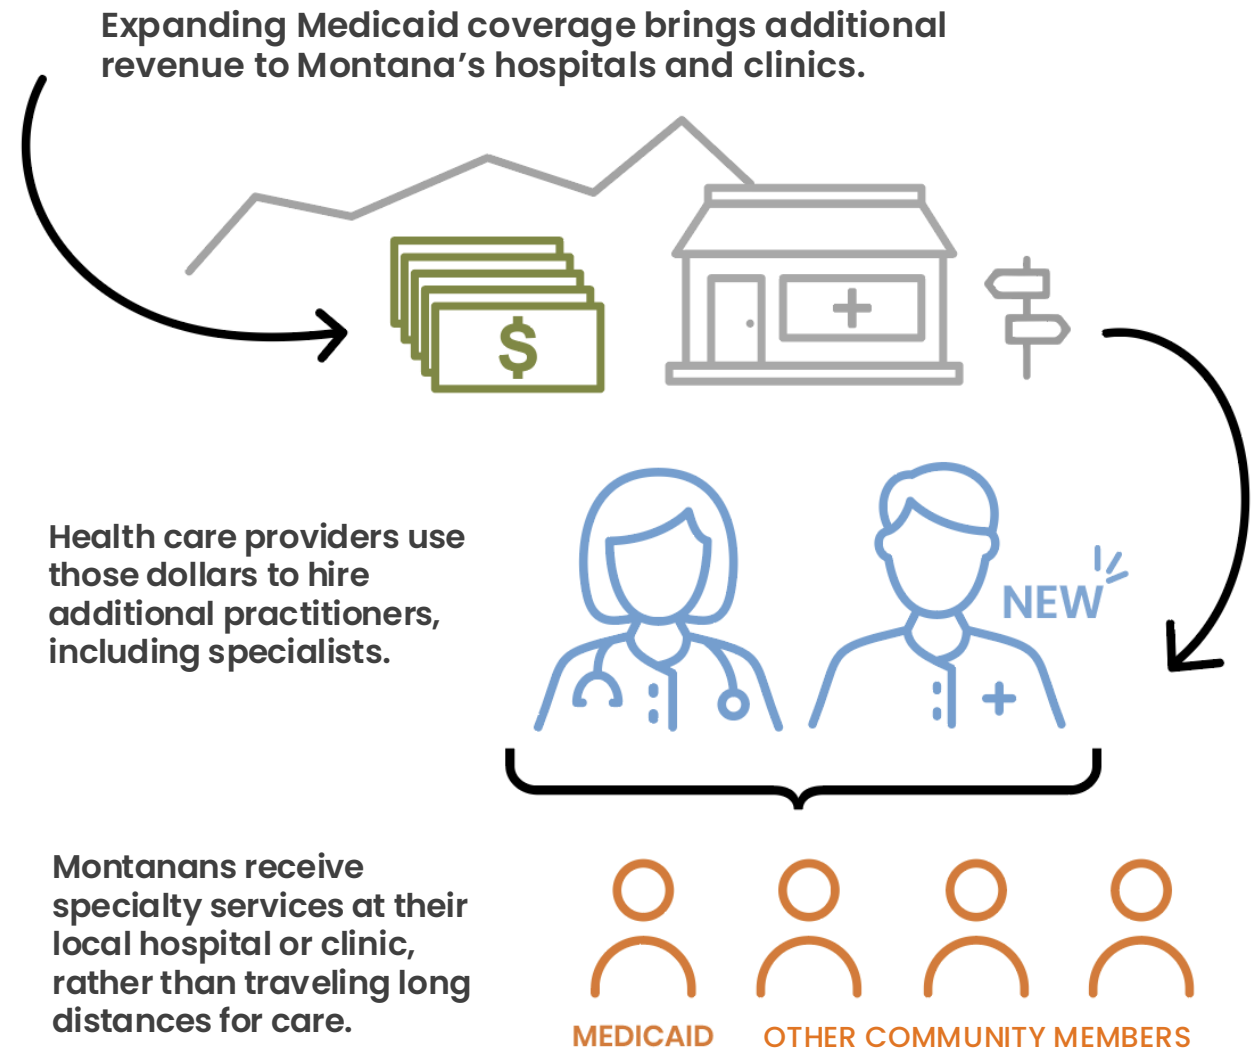 Expanding Medicaid coverage brings additional
revenue to Montana’s hospitals and clinics.
$
Health care providers use
those dollars to hire
additional practitioners,
including specialists.
NEW
Montanans receive
specialty services at their
local hospital or clinic,
rather than traveling long
distances for care.
MEDICAID
OTHER COMMUNITY MEMBERS